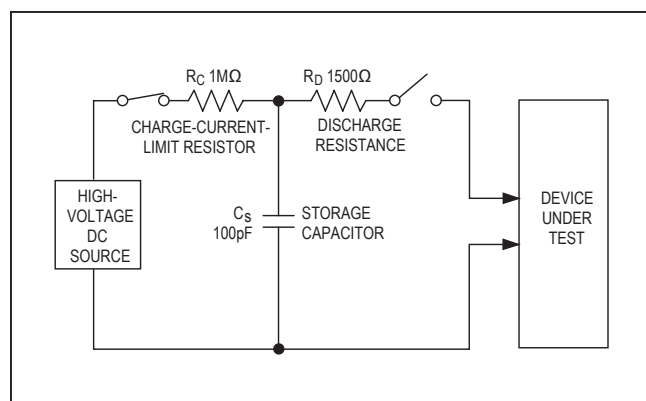 R_C 1MΩ
CHARGE-CURRENT-
LIMIT RESISTOR
R_D 1500Ω
DISCHARGE
RESISTANCE
HIGH-
VOLTAGE
DC
SOURCE
C_S
100pF
STORAGE
CAPACITOR
DEVICE
UNDER
TEST